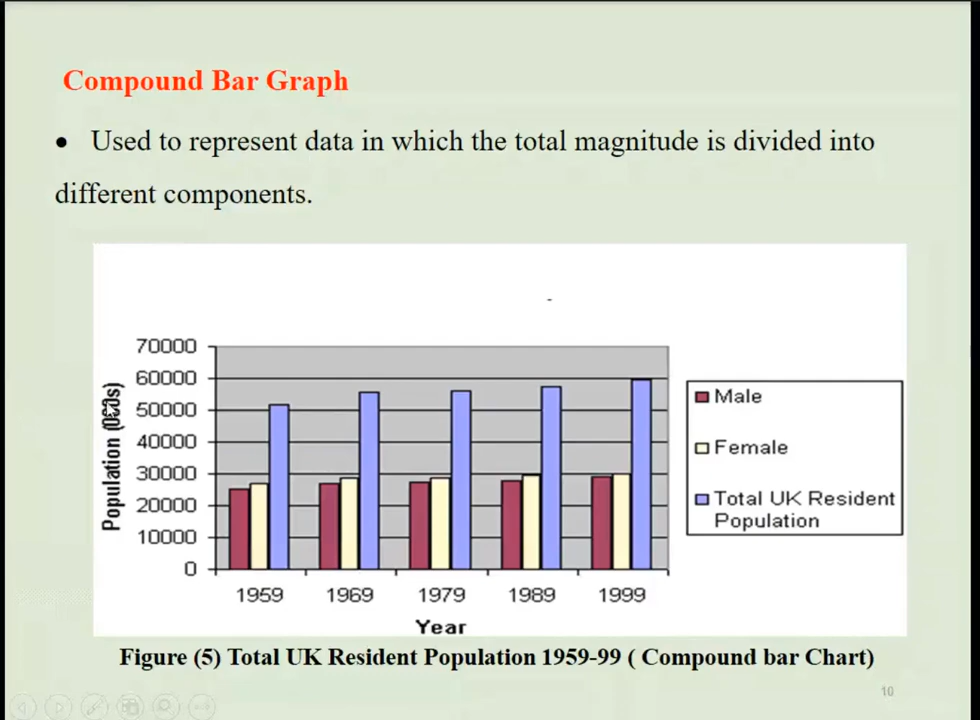 Compound Bar Graph
• Used to represent data in which the total magnitude is divided into
different components.
70000
60000
50000
40000
30000
20000
10000
0
Population
1959 1969 1979 1989 1999
Year
Male
Female
Total UK Resident
Population
Figure (5) Total UK Resident Population 1959-99 ( Compound bar Chart)
10